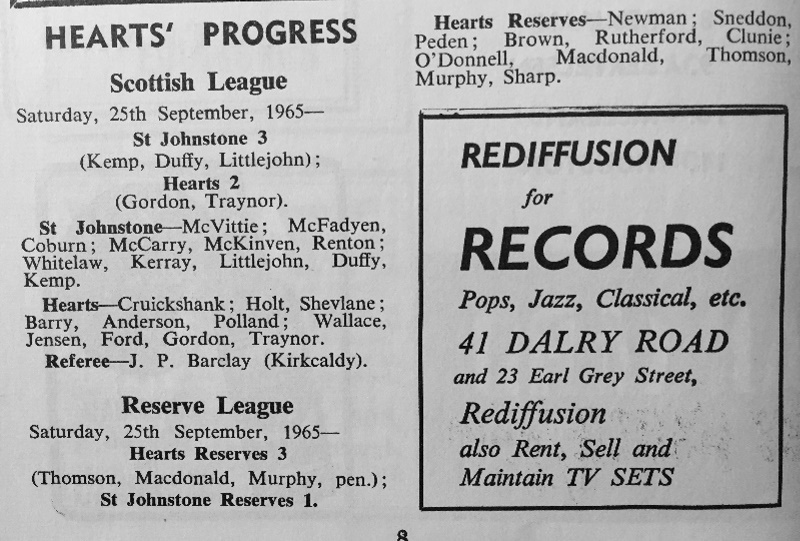 HEARTS' PROGRESS
Scottish League
Saturday, 25th September, 1965—
St Johnstone 3
(Kemp, Duffy, Littlejohn);
Hearts 2
(Gordon, Traynor).
St Johnstone—McVittie; McFadyen,
Coburn; McCarry, McKinven, Renton;
Whitelaw, Kerray, Littlejohn, Duffy,
Kemp.
Hearts—Cruickshank; Holt, Shevlane;
Barry, Anderson, Polland; Wallace,
Jensen, Ford, Gordon, Traynor.
Referee—J. P. Barclay (Kirkcaldy).
Reserve League
Saturday, 25th September, 1965—
Hearts Reserves 3
(Thomson, Macdonald, Murphy, pen.);
St Johnstone Reserves 1.
Hearts Reserves—Newman; Sneddon,
Peden; Brown, Rutherford, Clunie;
O'Donnell, Macdonald, Thomson,
Murphy, Sharp.
REDIFFUSION
for
RECORDS
Pops, Jazz, Classical, etc.
41 DALRY ROAD
and 23 Earl Grey Street,
Rediffusion
also Rent, Sell and
Maintain TV SETS
8